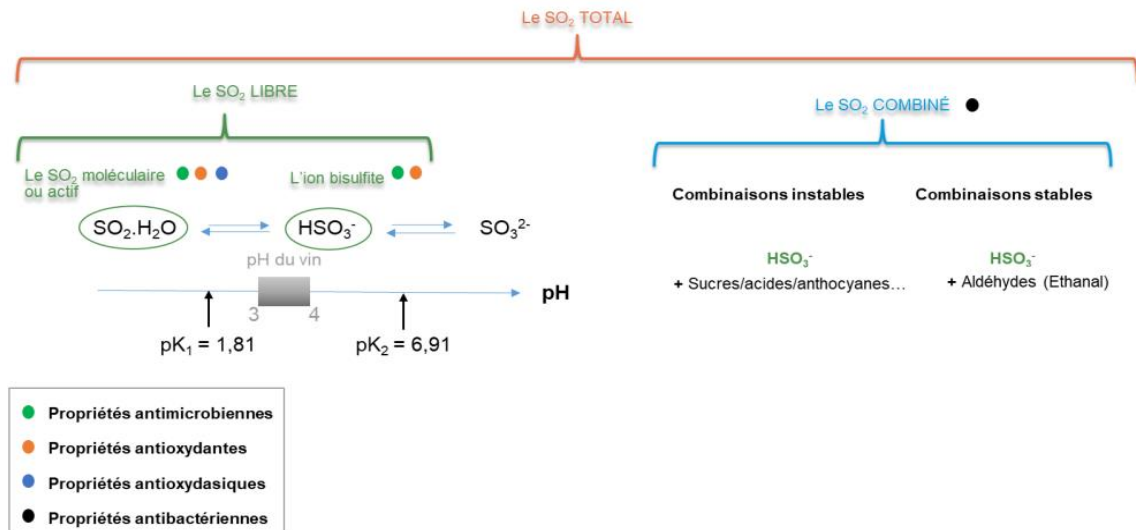 Le SO₂ TOTAL
Le SO₂ LIBRE
Le SO₂ COMBINÉ
Le SO₂ moléculaire
ou actif
L'ion bisulfite
Combinaisons instables
Combinaisons stables
SO₂.H₂O
HSO₃⁻
SO₃²⁻
HSO₃⁻
+ Sucres/acides/anthocyanes…
HSO₃⁻
+ Aldéhydes (Ethanal)
pH du vin
3
4
pH
pK₁ = 1,81
pK₂ = 6,91
Propriétés antimicrobiennes
Propriétés antioxydantes
Propriétés antioxydasiques
Propriétés antibactériennes